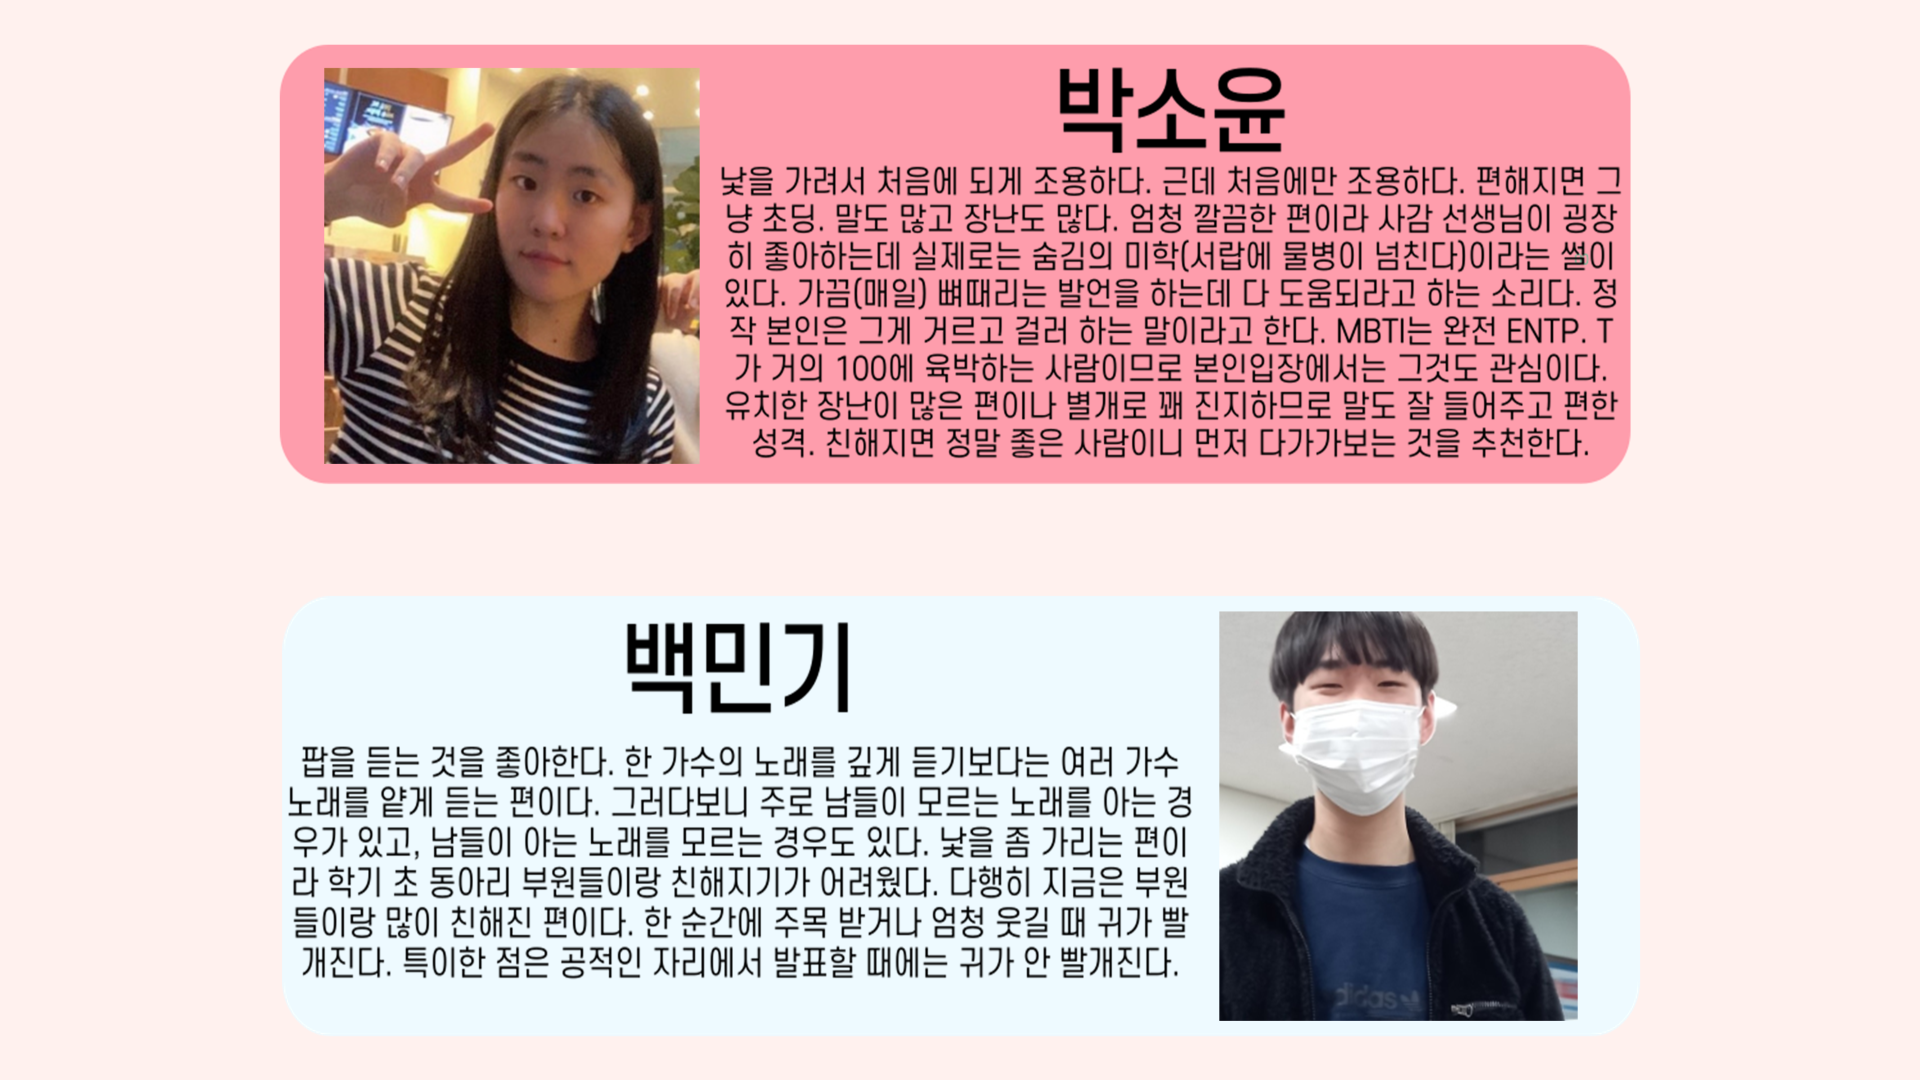 박소윤
낯을 가려서 처음에 되게 조용하다. 근데 처음에만 조용하다. 편해지면 그
냥 초딩. 말도 많고 장난도 많다. 엄청 깔끔한 편이라 사감 선생님이 굉장
히 좋아하는데 실제로는 숨김의 미학(서랍에 물병이 넘친다)이라는 썰이
있다. 가끔(매일) 뼈때리는 발언을 하는데 다 도움되라고 하는 소리다. 정
작 본인은 그게 거르고 걸러 하는 말이라고 한다. MBTI는 완전 ENTP. T
가 거의 100에 육박하는 사람이므로 본인입장에서는 그것도 관심이다.
유치한 장난이 많은 편이나 별개로 꽤 진지하므로 말도 잘 들어주고 편한
성격. 친해지면 정말 좋은 사람이니 먼저 다가가보는 것을 추천한다.
백민기
팝을 듣는 것을 좋아한다. 한 가수의 노래를 깊게 듣기보다는 여러 가수
노래를 얕게 듣는 편이다. 그러다보니 주로 남들이 모르는 노래를 아는 경
우가 있고, 남들이 아는 노래를 모르는 경우도 있다. 낯을 좀 가리는 편이
라 학기 초 동아리 부원들이랑 친해지기가 어려웠다. 다행히 지금은 부원
들이랑 많이 친해진 편이다. 한 순간에 주목 받거나 엄청 웃길 때 귀가 빨
개진다. 특이한 점은 공적인 자리에서 발표할 때에는 귀가 안 빨개진다.
adidas